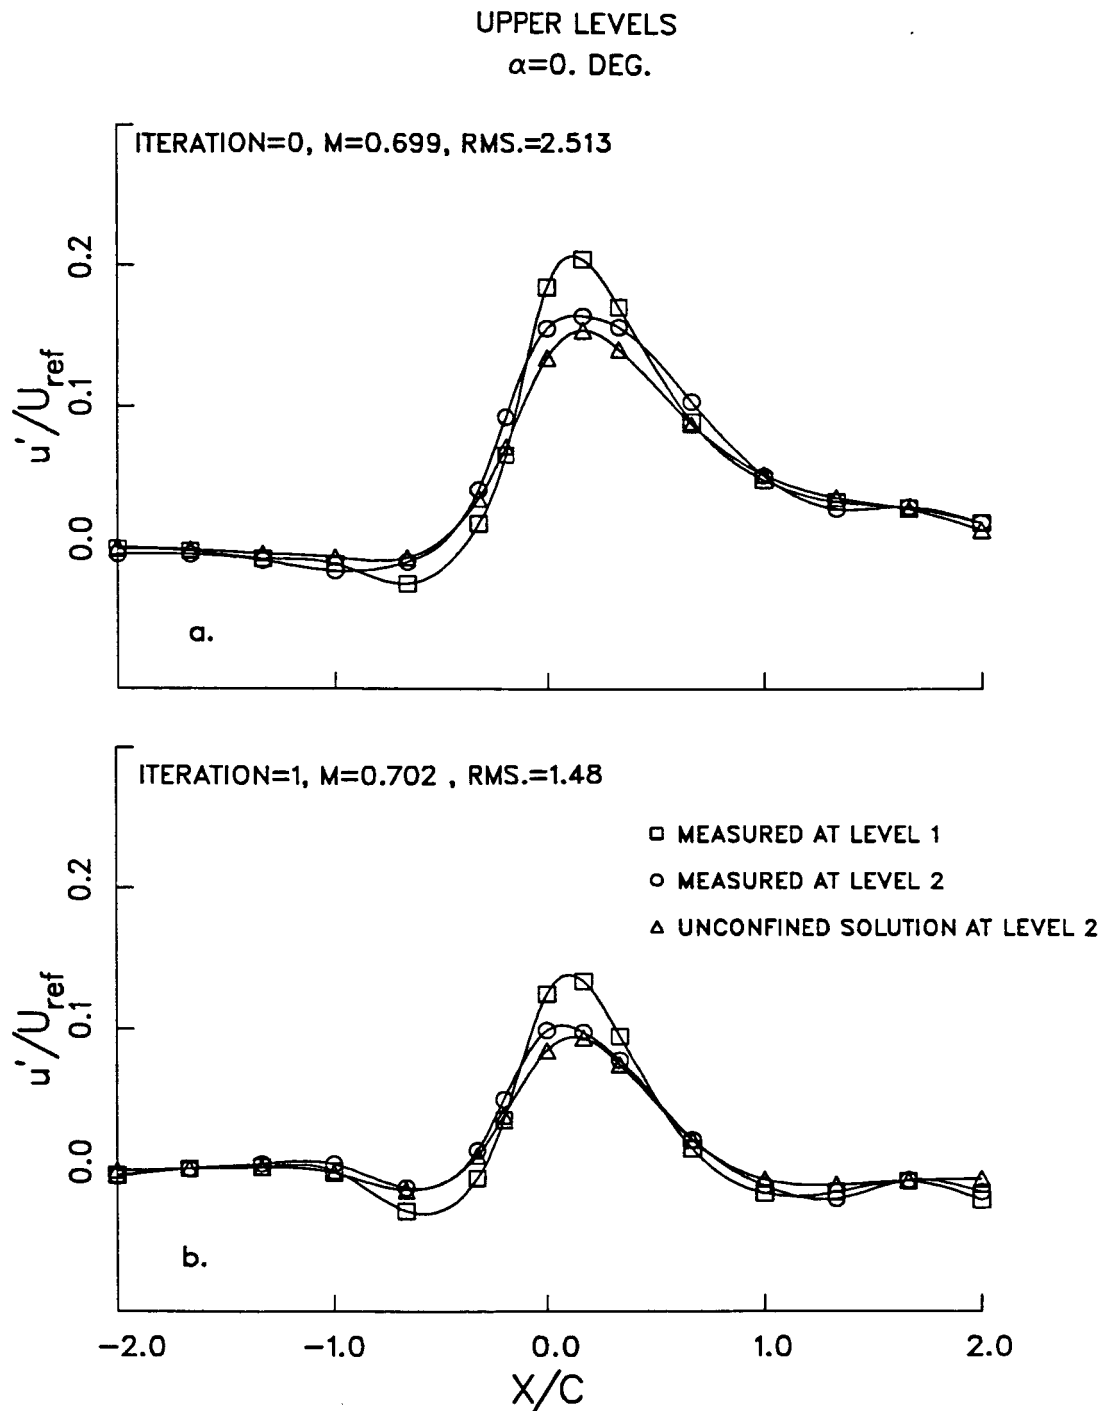 UPPER LEVELS
α=0. DEG.
ITERATION=0, M=0.699, RMS.=2.513
0.2
0.1
0.0
u'/U_ref
a.
ITERATION=1, M=0.702 , RMS.=1.48
MEASURED AT LEVEL 1
MEASURED AT LEVEL 2
UNCONFINED SOLUTION AT LEVEL 2
0.2
0.1
0.0
u'/U_ref
b.
-2.0 -1.0 0.0 1.0 2.0
X/C